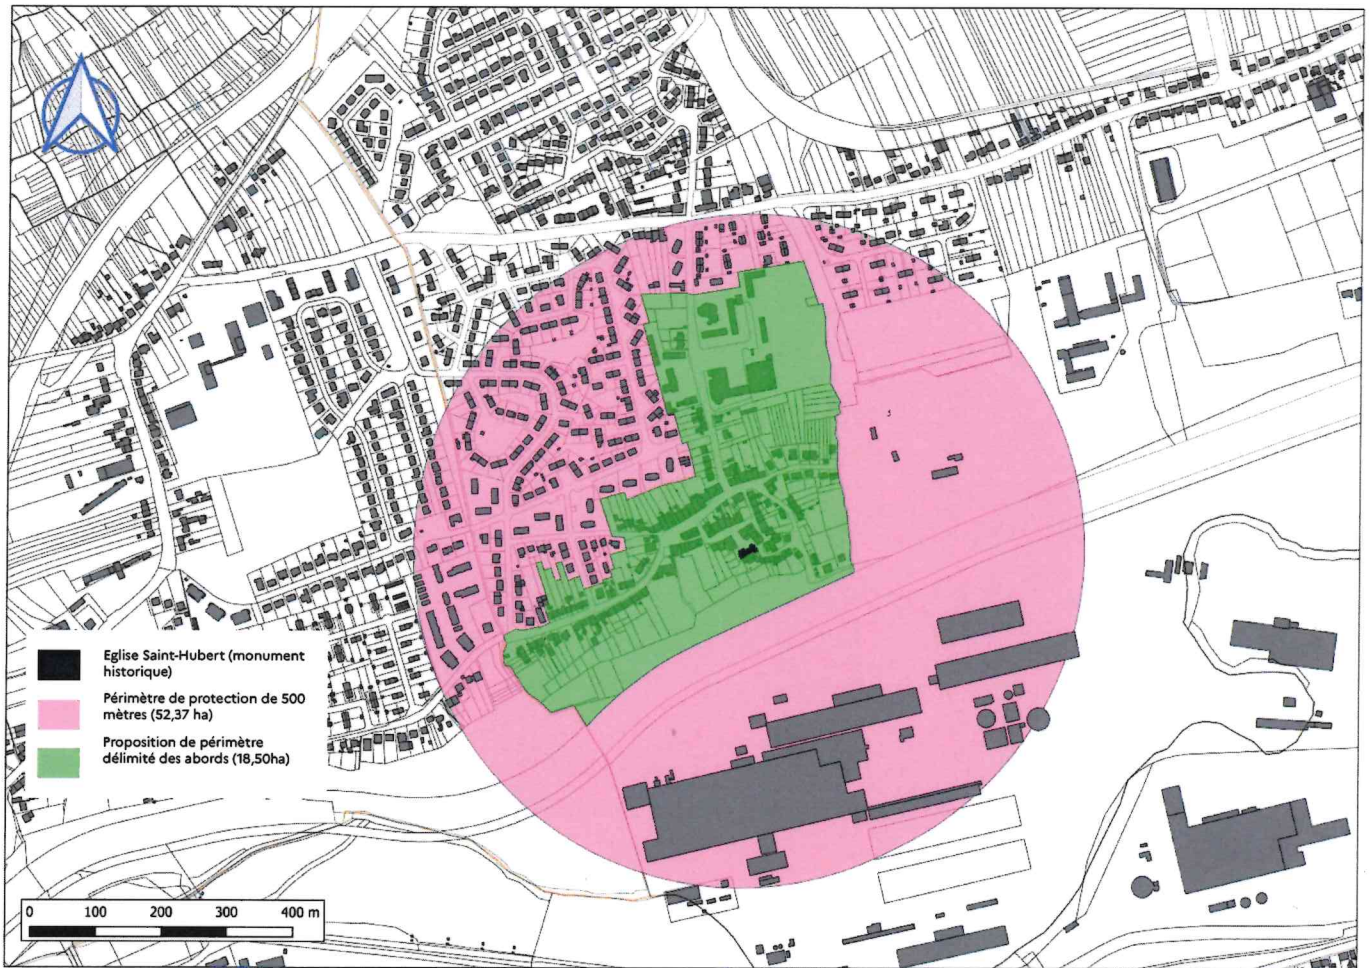 Eglise Saint-Hubert (monument
historique)
Périmètre de protection de 500
mètres (52,37 ha)
Proposition de périmètre
délimité des abords (18,50ha)
0 100 200 300 400 m